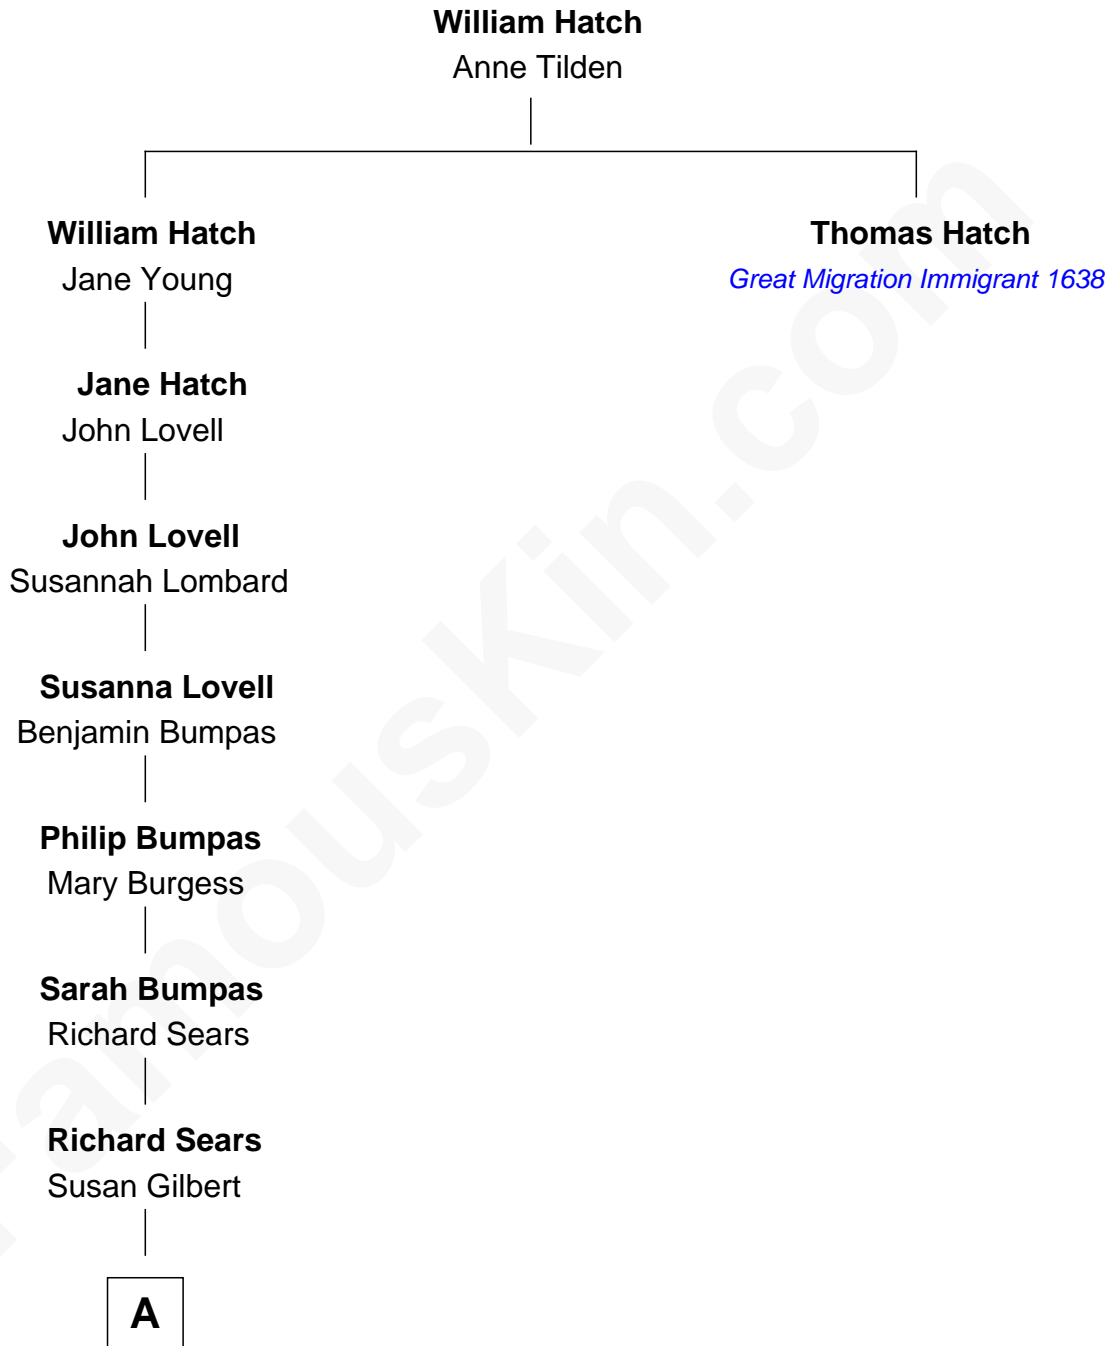 William Hatch
Anne Tilden
William Hatch
Jane Young
Thomas Hatch
Great Migration Immigrant 1638
Jane Hatch
John Lovell
John Lovell
Susannah Lombard
Susanna Lovell
Benjamin Bumpas
Philip Bumpas
Mary Burgess
Sarah Bumpas
Richard Sears
Richard Sears
Susan Gilbert
A
FamousKin.com